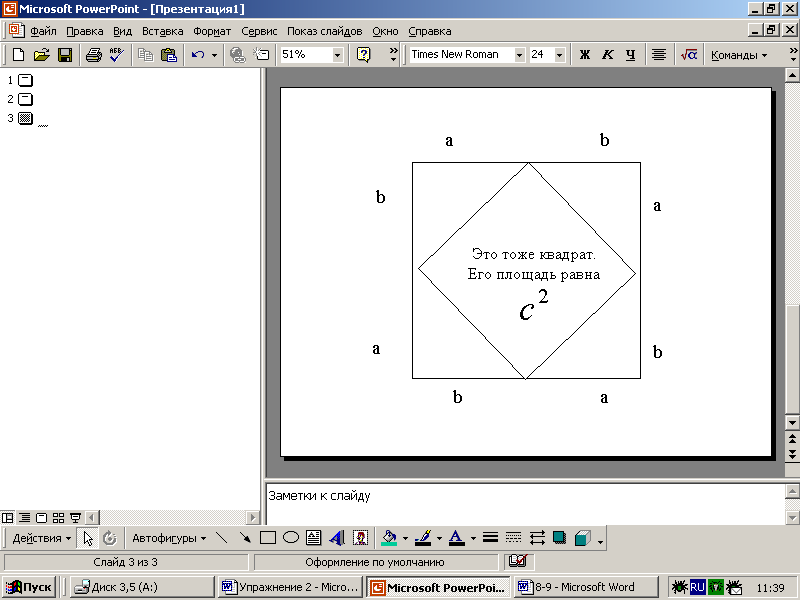 Microsoft PowerPoint - [Презентация1]
Файл Правка Вид Вставка Формат Сервис Показ слайдов Окно Справка
51% Times New Roman 24 Ж К Ч Команды
1
2
3
a b
b a
Это тоже квадрат.
Его площадь равна
c²
a b
b a
Заметки к слайду
Действия Автофигуры
Слайд 3 из 3 Оформление по умолчанию
Пуск Диск 3,5 (A:) Упражнение 2 - Micro... Microsoft PowerPoi... 8-9 - Microsoft Word RU 11:39